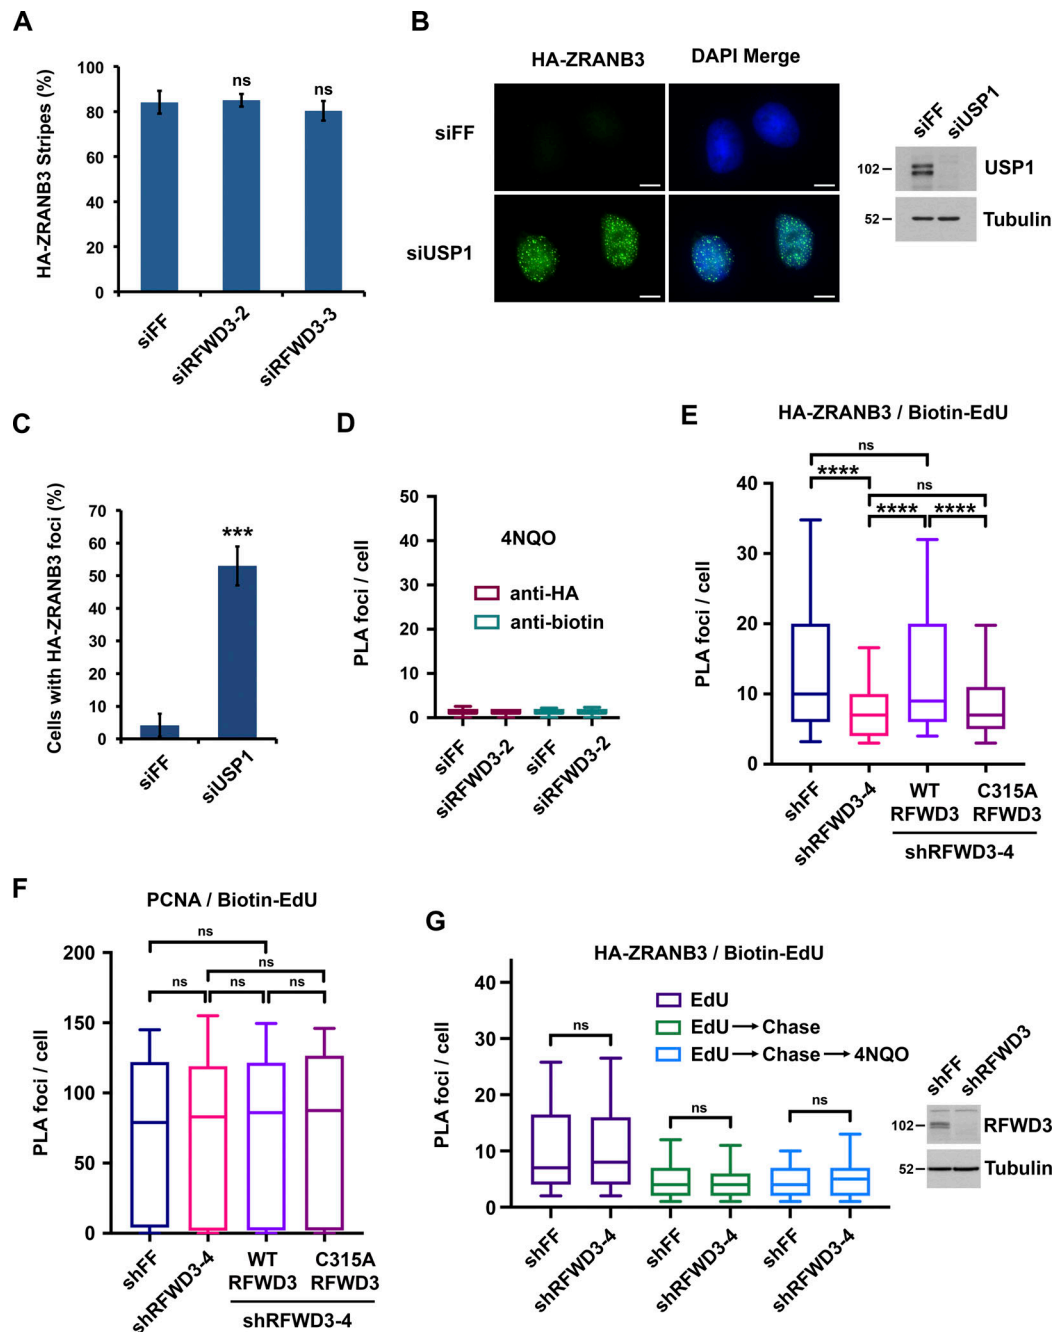 A
HA-ZRANB3 Stripes (%)
100
80
60
40
20
0
ns
ns
siFF
siRFWD3-2
siRFWD3-3
B
HA-ZRANB3
DAPI Merge
siFF
siUSP1
siFF
siUSP1
102
USP1
52
Tubulin
C
Cells with HA-ZRANB3 foci (%)
70
60
50
40
30
20
10
0
***
siFF
siUSP1
D
PLA foci / cell
50
40
30
20
10
0
4NQO
anti-HA
anti-biotin
siFF
siRFWD3-2
siFF
siRFWD3-2
E
HA-ZRANB3 / Biotin-EdU
PLA foci / cell
40
30
20
10
0
ns
****
ns
****
****
shFF
shRFWD3-4
WT
RFWD3
C315A
RFWD3
shRFWD3-4
F
PCNA / Biotin-EdU
PLA foci / cell
200
150
100
50
0
ns
ns
ns
ns
ns
shFF
shRFWD3-4
WT
RFWD3
C315A
RFWD3
shRFWD3-4
G
HA-ZRANB3 / Biotin-EdU
PLA foci / cell
40
30
20
10
0
EdU
EdU → Chase
EdU → Chase → 4NQO
ns
ns
ns
shFF
shRFWD3-4
shFF
shRFWD3-4
shFF
shRFWD3-4
shFF
shRFWD3
102
RFWD3
52
Tubulin